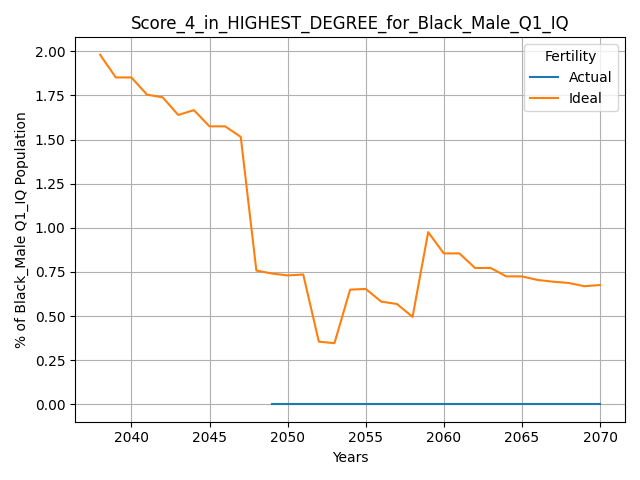 Score_4_in_HIGHEST_DEGREE_for_Black_Male_Q1_IQ
Fertility
Actual
Ideal
% of Black_Male Q1_IQ Population
2.00
1.75
1.50
1.25
1.00
0.75
0.50
0.25
0.00
2040 2045 2050 2055 2060 2065 2070
Years